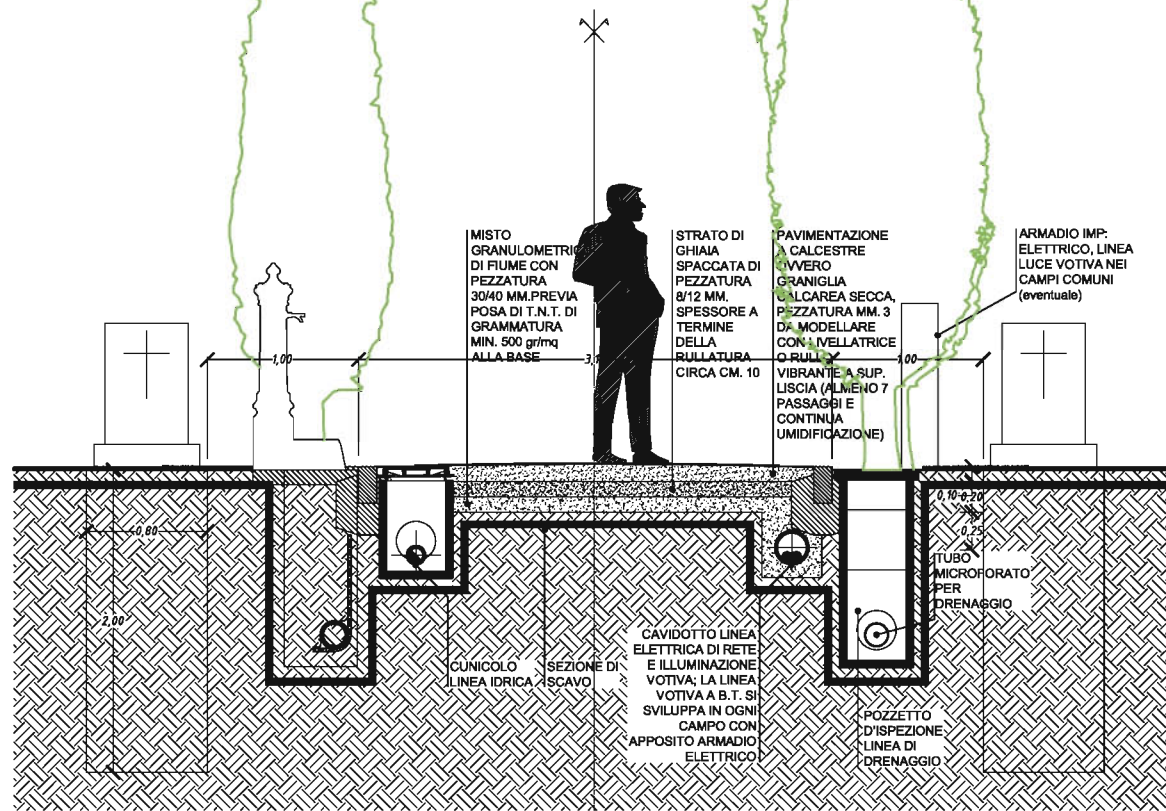 MISTO
GRANULOMETRIC
DI FIUME CON
PEZZATURA
30/40 MM.PREVIA
POSA DI T.N.T. DI
GRAMMATURA
MIN. 500 gr/mq
ALLA BASE
STRATO DI
GHIAIA
SPACCATA DI
PEZZATURA
8/12 MM.
SPESSORE A
TERMINE
DELLA
RULLATURA
CIRCA CM. 10
PAVIMENTAZIONE
A CALCESTRE
OVVERO
GRANIGLIA
CALCAREA SECCA,
PEZZATURA MM. 3
DA MODELLARE
CON LIVELLATRICE
O RULLO
VIBRANTE A SUP.
LISCIA (ALMENO 7
PASSAGGI E
CONTINUA
UMIDIFICAZIONE)
ARMADIO IMP.
ELETTRICO, LINEA
LUCE VOTIVA NEI
CAMPI COMUNI
(eventuale)
1,00
1,00
0,80
2,00
0,10
0,20
0,25
TUBO
MICROFORATO
PER
DRENAGGIO
CUNICOLO
LINEA IDRICA
SEZIONE DI
SCAVO
CAVIDOTTO LINEA
ELETTRICA DI RETE
E ILLUMINAZIONE
VOTIVA; LA LINEA
VOTIVA A B.T. SI
SVILUPPA IN OGNI
CAMPO CON
APPOSITO ARMADIO
ELETTRICO
POZZETTO
D'ISPEZIONE
LINEA DI
DRENAGGIO